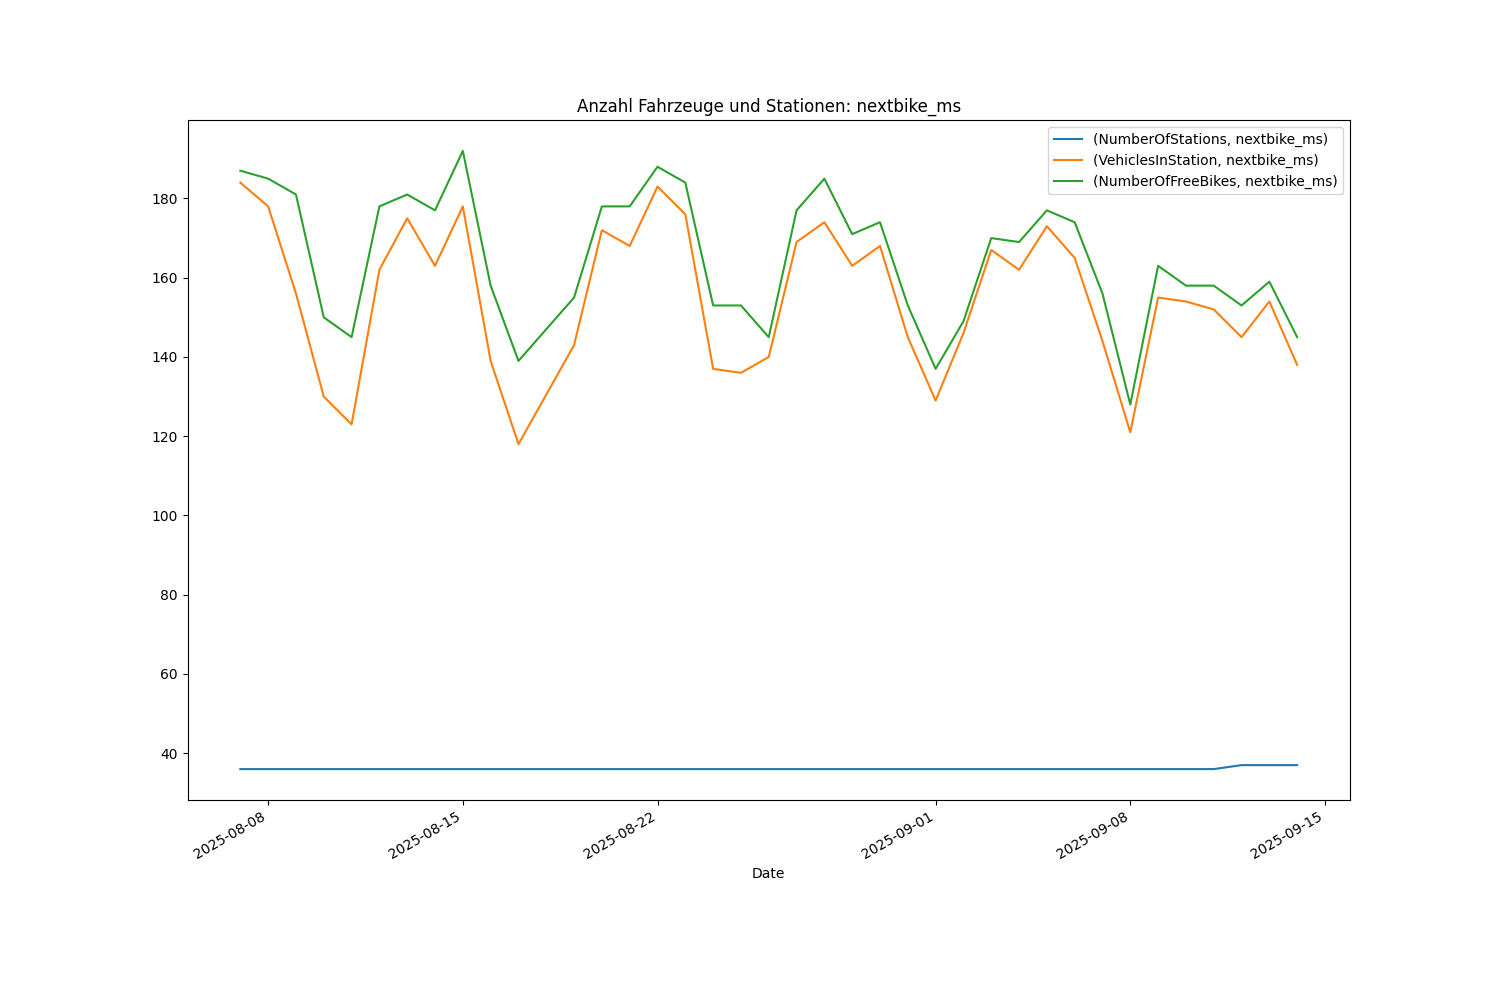 Anzahl Fahrzeuge und Stationen: nextbike_ms
(NumberOfStations, nextbike_ms)
(VehiclesInStation, nextbike_ms)
(NumberOfFreeBikes, nextbike_ms)
180
160
140
120
100
80
60
40
2025-08-08
2025-08-15
2025-08-22
2025-09-01
2025-09-08
2025-09-15
Date